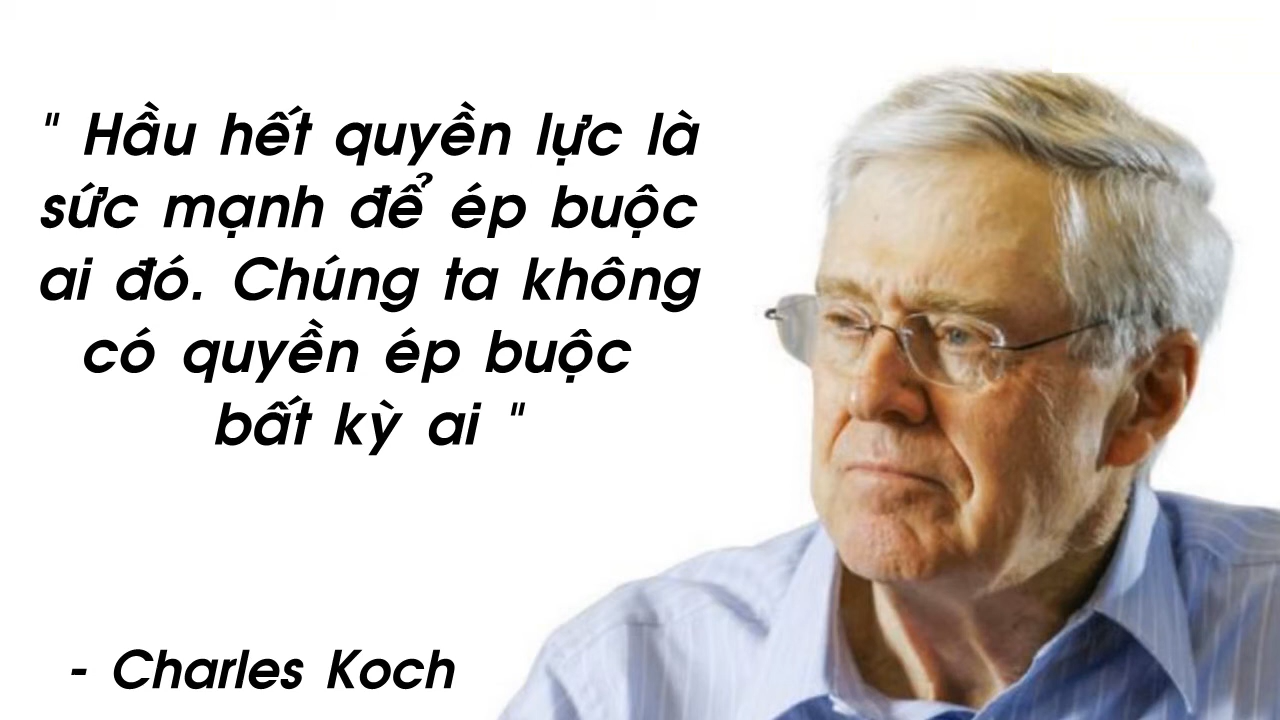 " Hầu hết quyền lực là
sức mạnh để ép buộc
ai đó. Chúng ta không
có quyền ép buộc
bất kỳ ai "
- Charles Koch